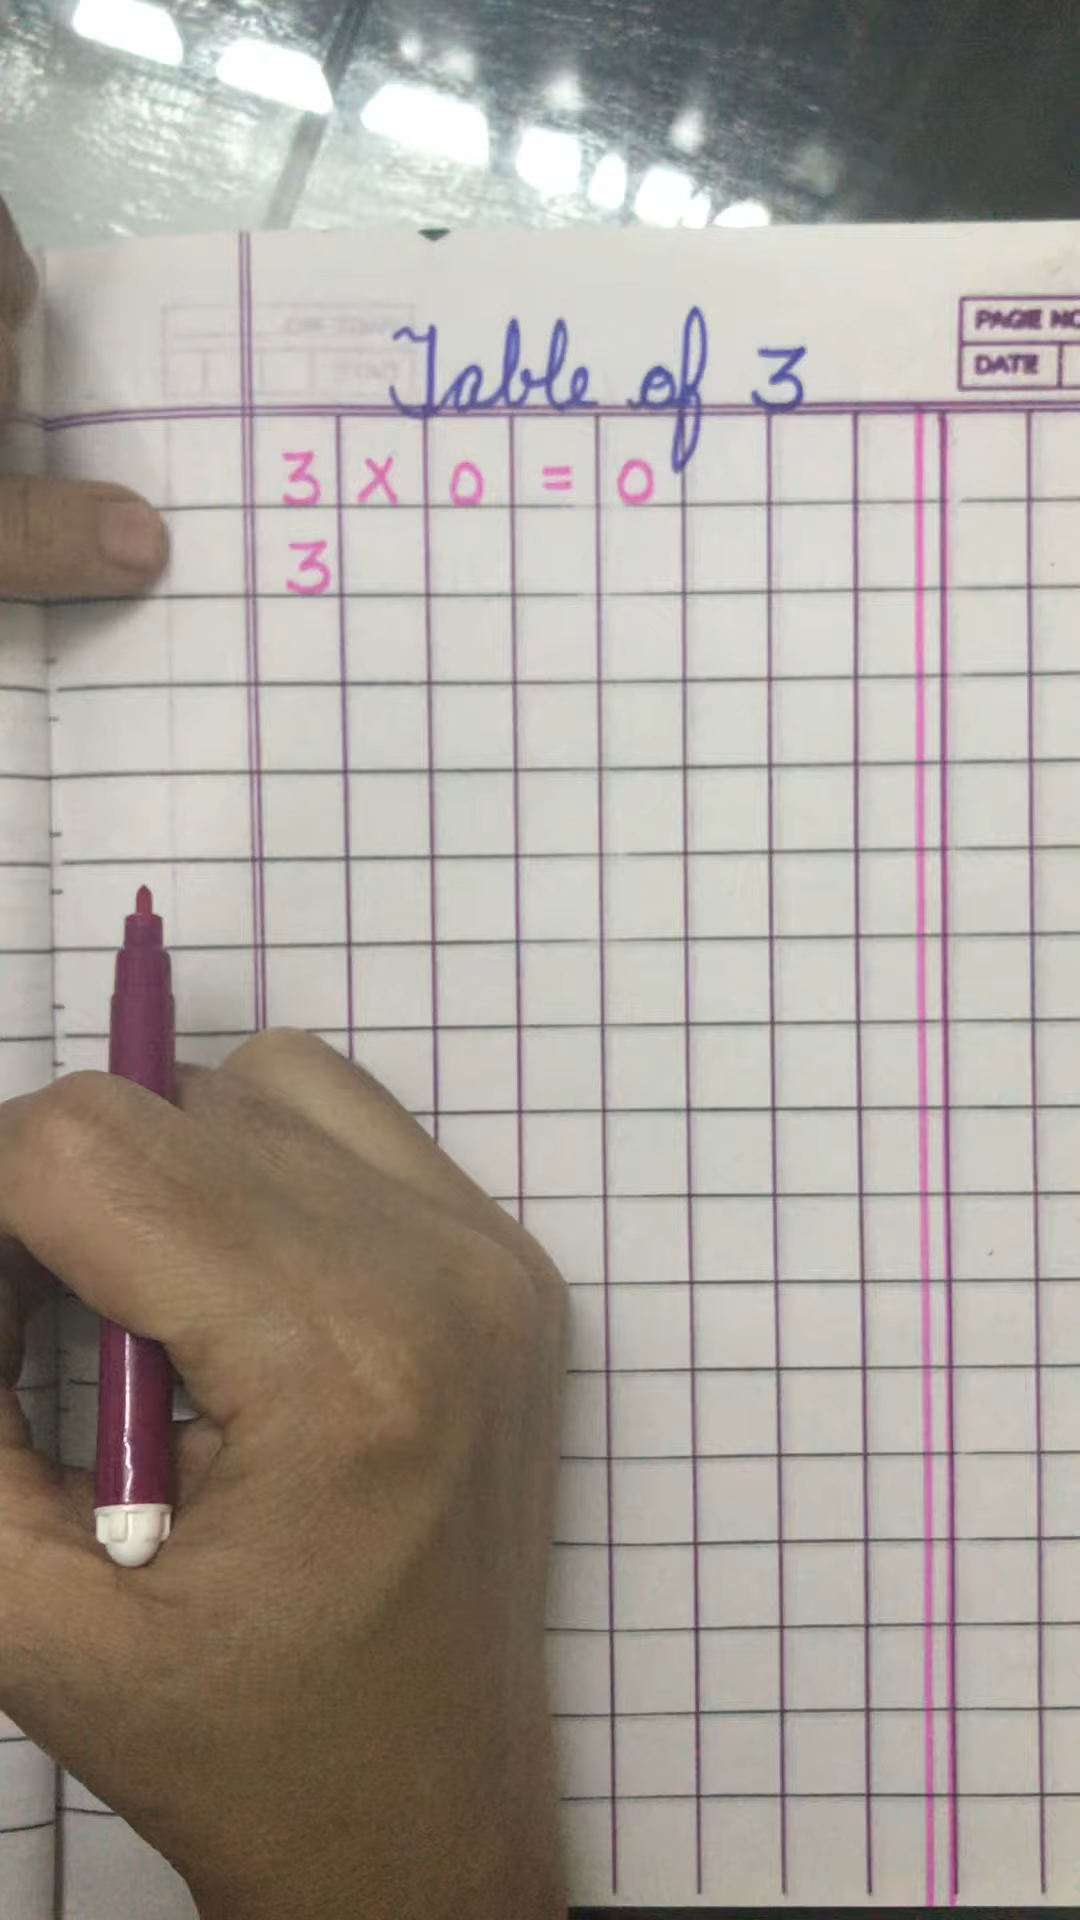 Table of 3
PAGE NO
DATE
3 x 0 = 0
3